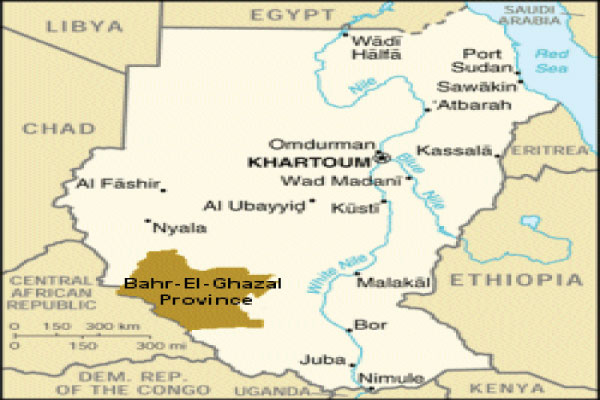 EGYPT
SAUDI
ARABIA
LIBYA
Wādī
Ḥalfā
Port
Sudan
Red
Sea
Sawākin
Nile
'Atbarah
CHAD
Omdurman
KHARTOUM
Kassalā
ERITREA
Blue
Nile
Wad Madanī
Al Fāshir
Al Ubayyiḍ
Kūstī
Nyala
ETHIOPIA
White Nile
Malakāl
Bahr-El-Ghazal
Province
CENTRAL
AFRICAN
REPUBLIC
0 150 300 km
0 150 300 mi
Bor
Juba
Nimule
DEM. REP.
OF THE CONGO
UGANDA
KENYA